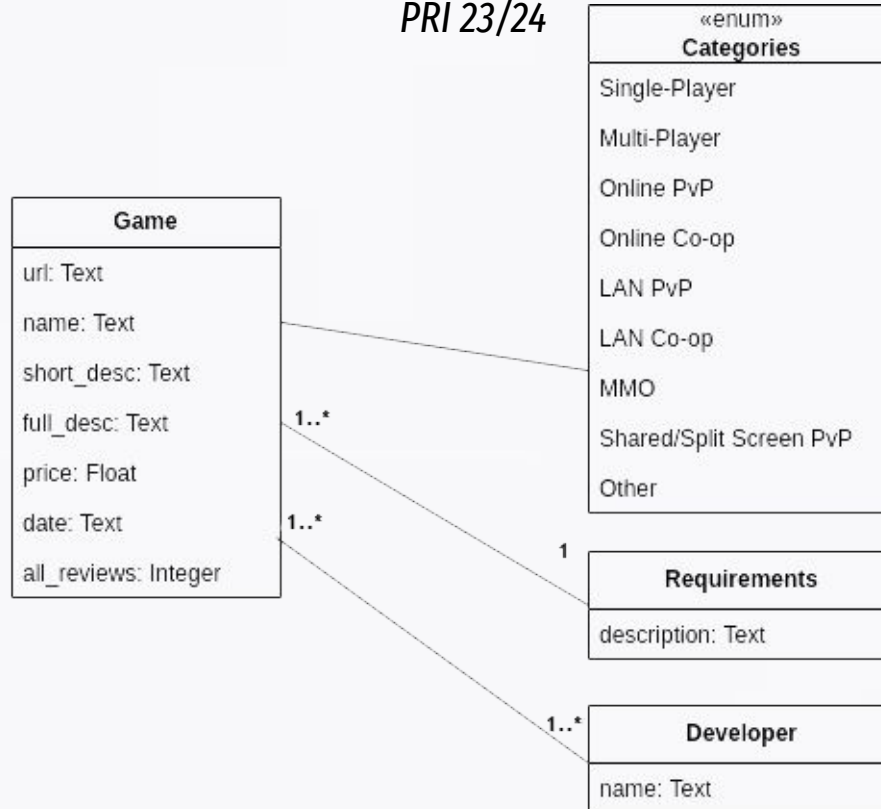 PRI 23/24
«enum»
Categories
Single-Player
Multi-Player
Online PvP
Online Co-op
LAN PvP
LAN Co-op
MMO
Shared/Split Screen PvP
Other
Game
url: Text
name: Text
short_desc: Text
full_desc: Text
price: Float
date: Text
all_reviews: Integer
1..*
1..*
1
Requirements
description: Text
1..*
Developer
name: Text